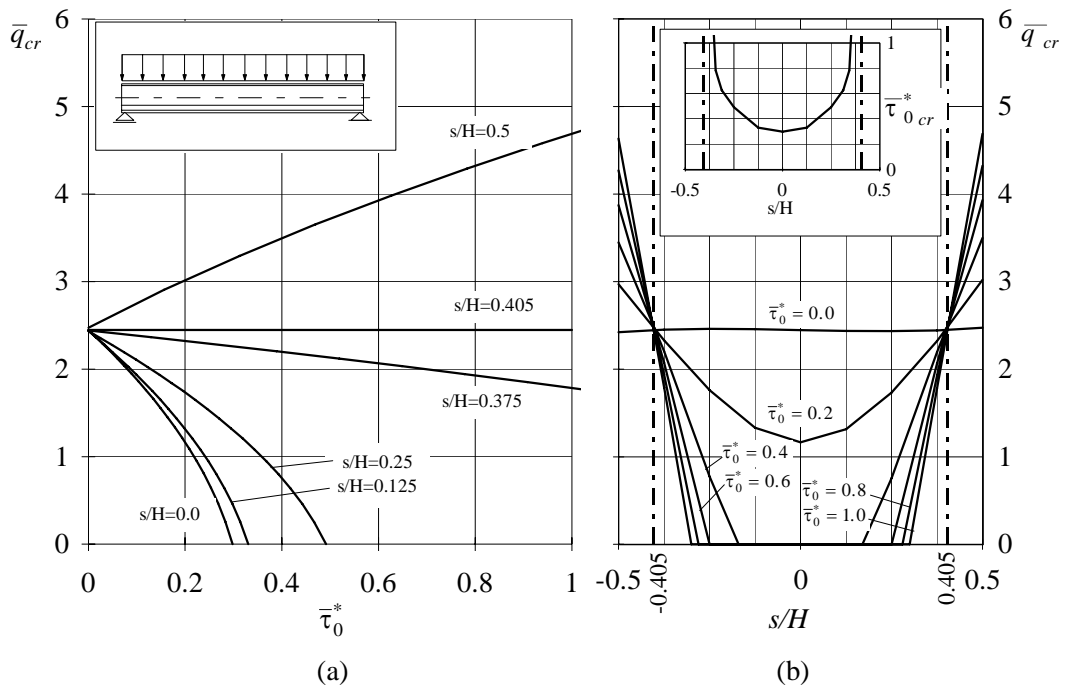 q̅cr
6
5
4
3
2
1
0
s/H=0.5
s/H=0.405
s/H=0.375
s/H=0.25
s/H=0.125
s/H=0.0
0 0.2 0.4 0.6 0.8 1
τ̅*0
(a)
6 q̅cr
5
4
3
2
1
0
1
τ̅*0 cr
0
-0.5 0 0.5
s/H
τ̅*0 = 0.0
τ̅*0 = 0.2
τ̅*0 = 0.4
τ̅*0 = 0.6
τ̅*0 = 0.8
τ̅*0 = 1.0
-0.5 -0.405 0 0.405 0.5
s/H
(b)